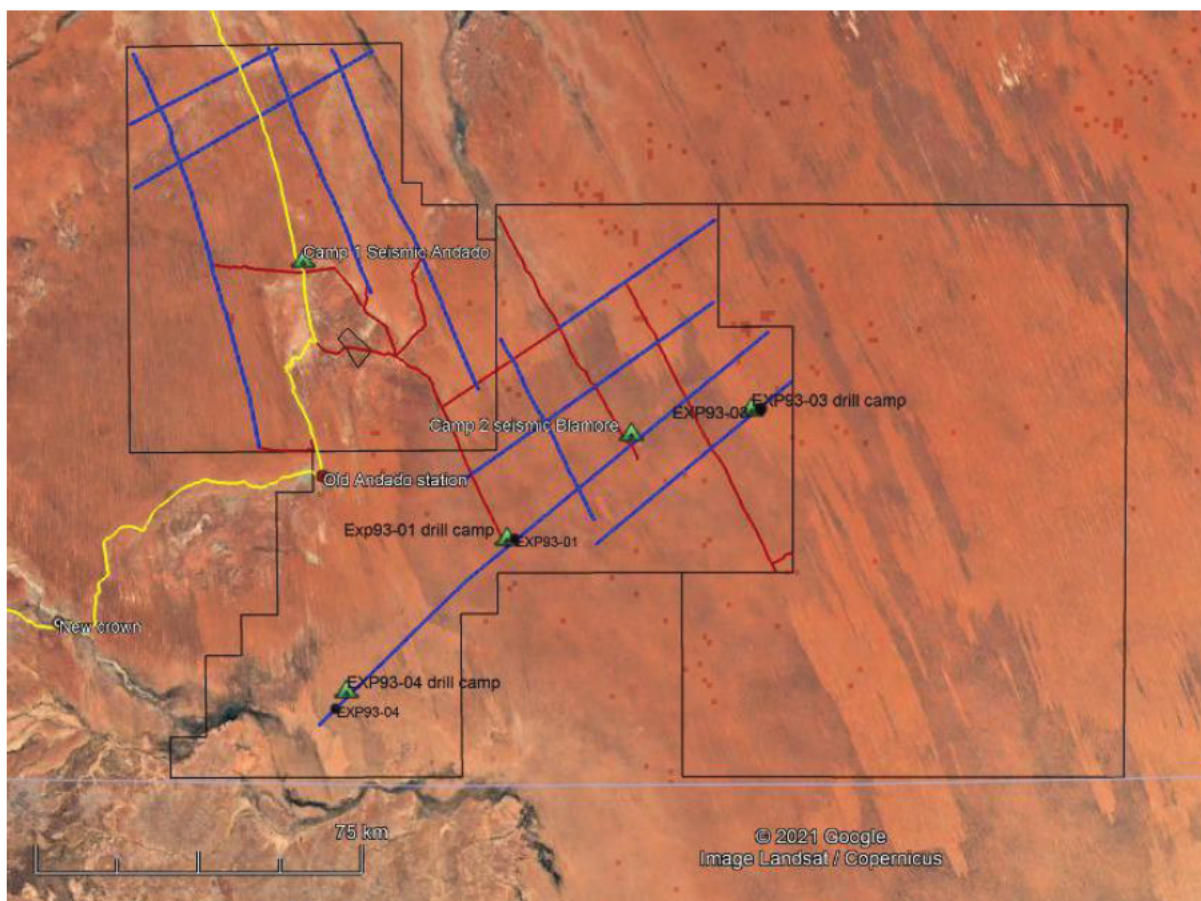 Camp 1 Seismic Andado
EXP93-03 drill camp
EXP93-03
Camp 2 seismic Blamore
Old Andado station
Exp93-01 drill camp
EXP93-01
New crown
EXP93-04 drill camp
EXP93-04
75 km
© 2021 Google
Image Landsat / Copernicus